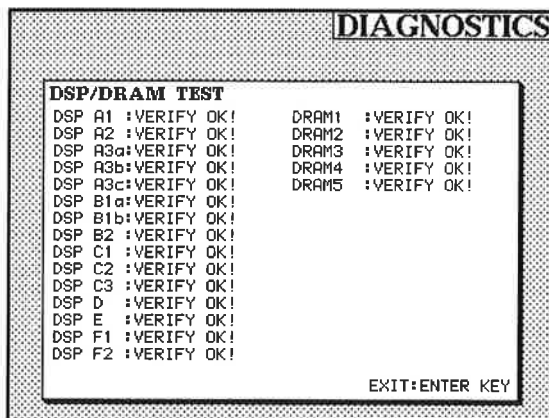 DIAGNOSTICS
DSP/DRAM TEST
DSP A1 :VERIFY OK!
DSP A2 :VERIFY OK!
DSP A3a:VERIFY OK!
DSP A3b:VERIFY OK!
DSP A3c:VERIFY OK!
DSP B1a:VERIFY OK!
DSP B1b:VERIFY OK!
DSP B2 :VERIFY OK!
DSP C1 :VERIFY OK!
DSP C2 :VERIFY OK!
DSP C3 :VERIFY OK!
DSP D :VERIFY OK!
DSP E :VERIFY OK!
DSP F1 :VERIFY OK!
DSP F2 :VERIFY OK!
DRAM1 :VERIFY OK!
DRAM2 :VERIFY OK!
DRAM3 :VERIFY OK!
DRAM4 :VERIFY OK!
DRAM5 :VERIFY OK!
EXIT:ENTER KEY